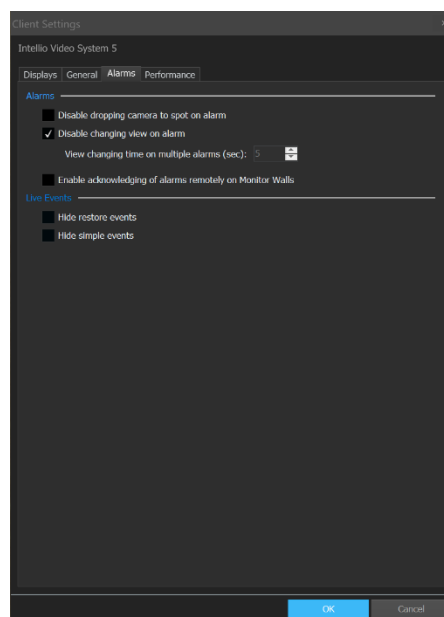 Client Settings
Intellio Video System 5
Displays General Alarms Performance
Alarms
Disable dropping camera to spot on alarm
Disable changing view on alarm
View changing time on multiple alarms (sec): 5
Enable acknowledging of alarms remotely on Monitor Walls
Live Events
Hide restore events
Hide simple events
OK Cancel